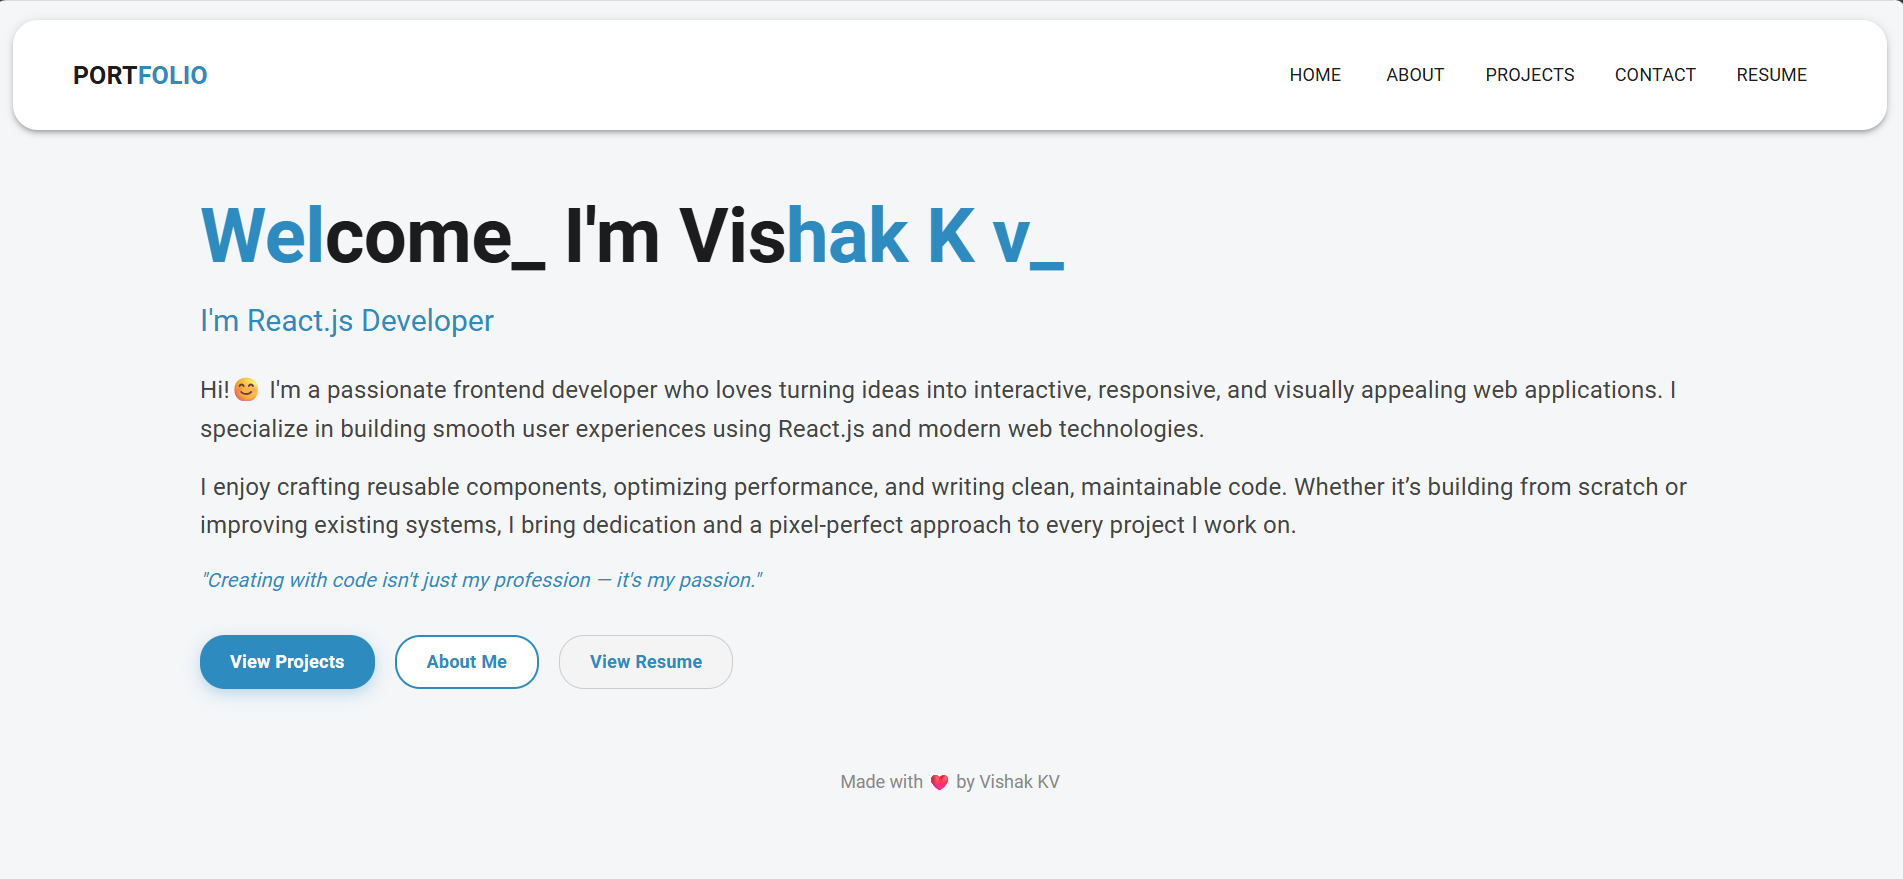 PORTFOLIO
HOME ABOUT PROJECTS CONTACT RESUME
Welcome_ I'm Vishak K v_
I'm React.js Developer
Hi!😊 I'm a passionate frontend developer who loves turning ideas into interactive, responsive, and visually appealing web applications. I
specialize in building smooth user experiences using React.js and modern web technologies.
I enjoy crafting reusable components, optimizing performance, and writing clean, maintainable code. Whether it’s building from scratch or
improving existing systems, I bring dedication and a pixel-perfect approach to every project I work on.
"Creating with code isn't just my profession — it's my passion."
View Projects About Me View Resume
Made with ❤️ by Vishak KV